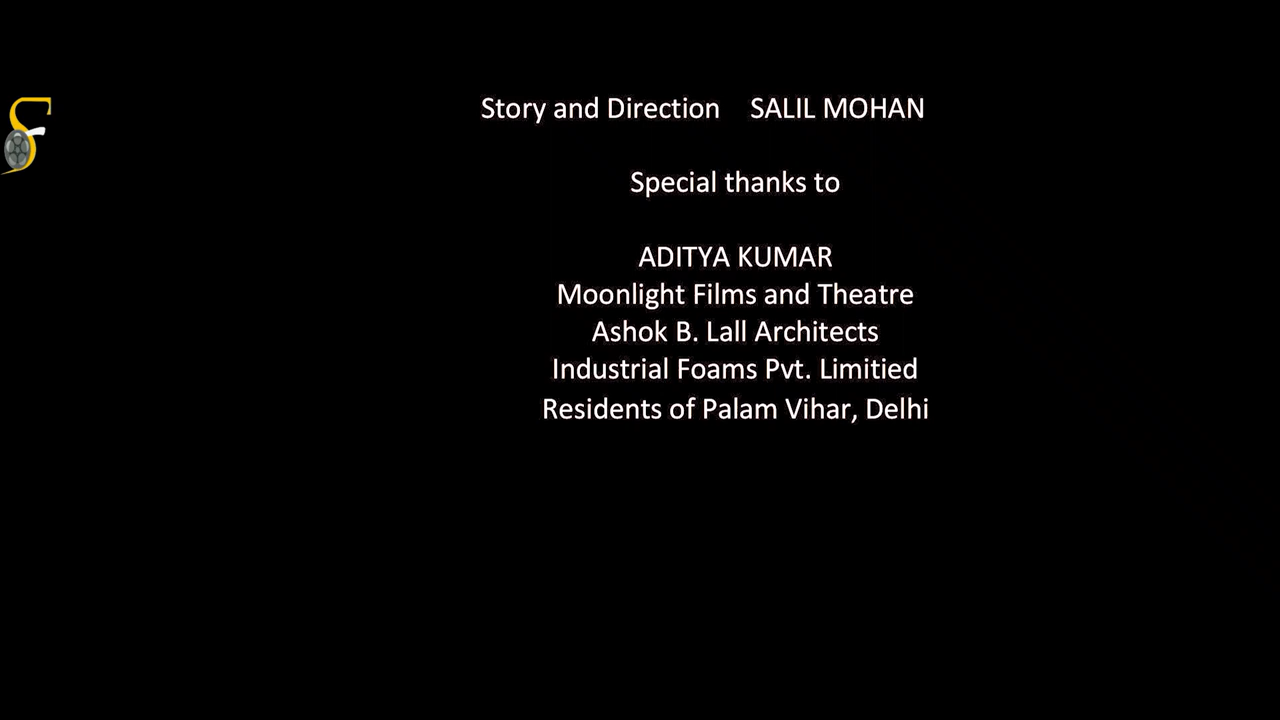 Story and Direction SALIL MOHAN
Special thanks to
ADITYA KUMAR
Moonlight Films and Theatre
Ashok B. Lall Architects
Industrial Foams Pvt. Limitied
Residents of Palam Vihar, Delhi